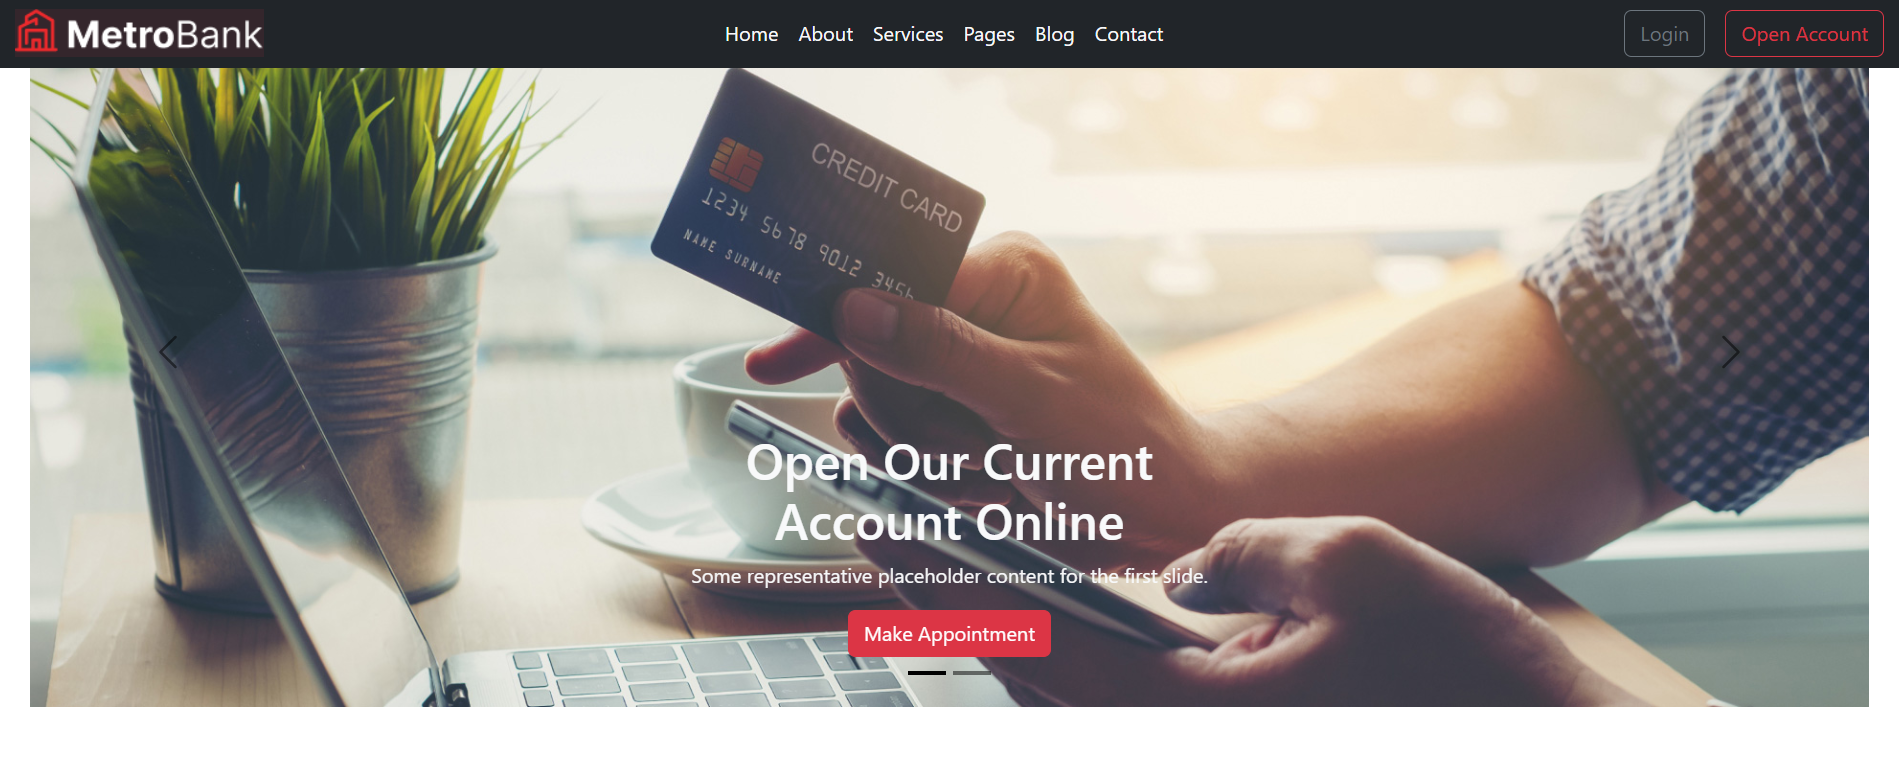 MetroBank
Home About Services Pages Blog Contact
Login Open Account
CREDIT CARD
1234 5678 9012 3456
NAME SURNAME
Open Our Current
Account Online
Some representative placeholder content for the first slide.
Make Appointment